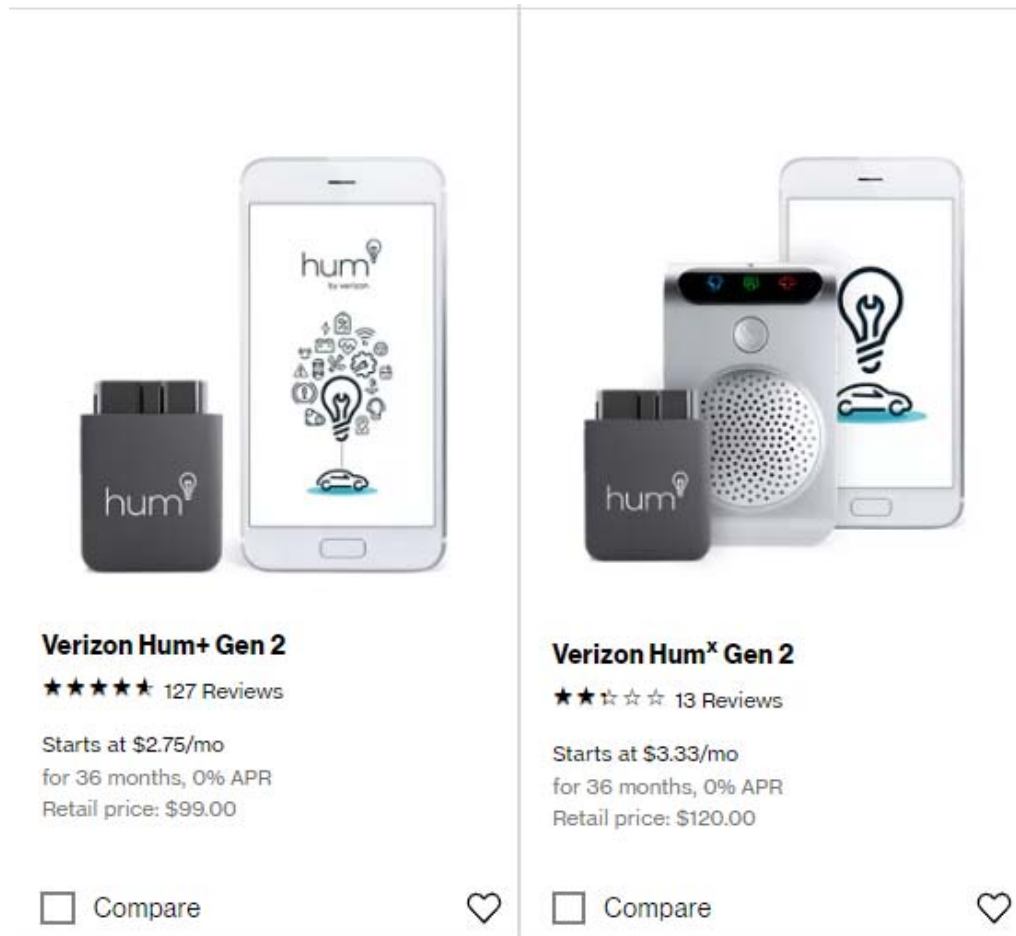 hum
by verizon
hum
Verizon Hum+ Gen 2
127 Reviews
Starts at $2.75/mo
for 36 months, 0% APR
Retail price: $99.00
Compare
hum
Verizon Humˣ Gen 2
13 Reviews
Starts at $3.33/mo
for 36 months, 0% APR
Retail price: $120.00
Compare